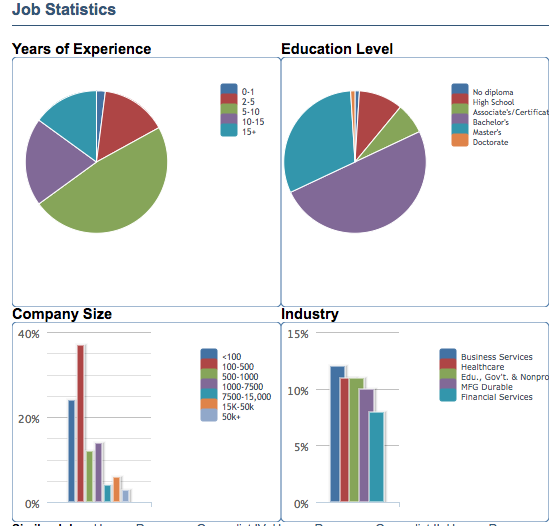 Job Statistics
Years of Experience
0-1
2-5
5-10
10-15
15+
Education Level
No diploma
High School
Associate's/Certificat
Bachelor's
Master's
Doctorate
Company Size
40%
20%
0%
<100
100-500
500-1000
1000-7500
7500-15,000
15K-50k
50k+
Industry
15%
10%
5%
0%
Business Services
Healthcare
Edu., Gov't. & Nonpro
MFG Durable
Financial Services